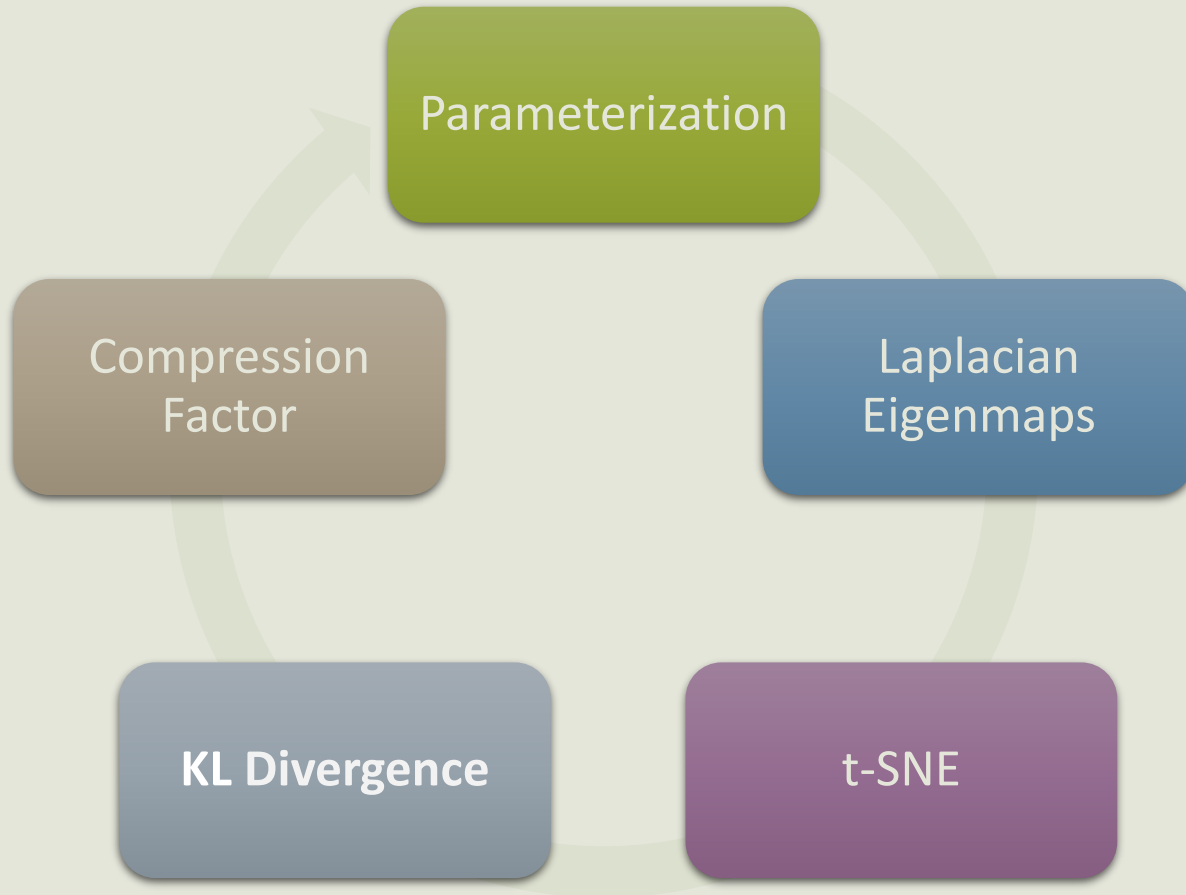 Parameterization
Laplacian
Eigenmaps
t-SNE
KL Divergence
Compression
Factor